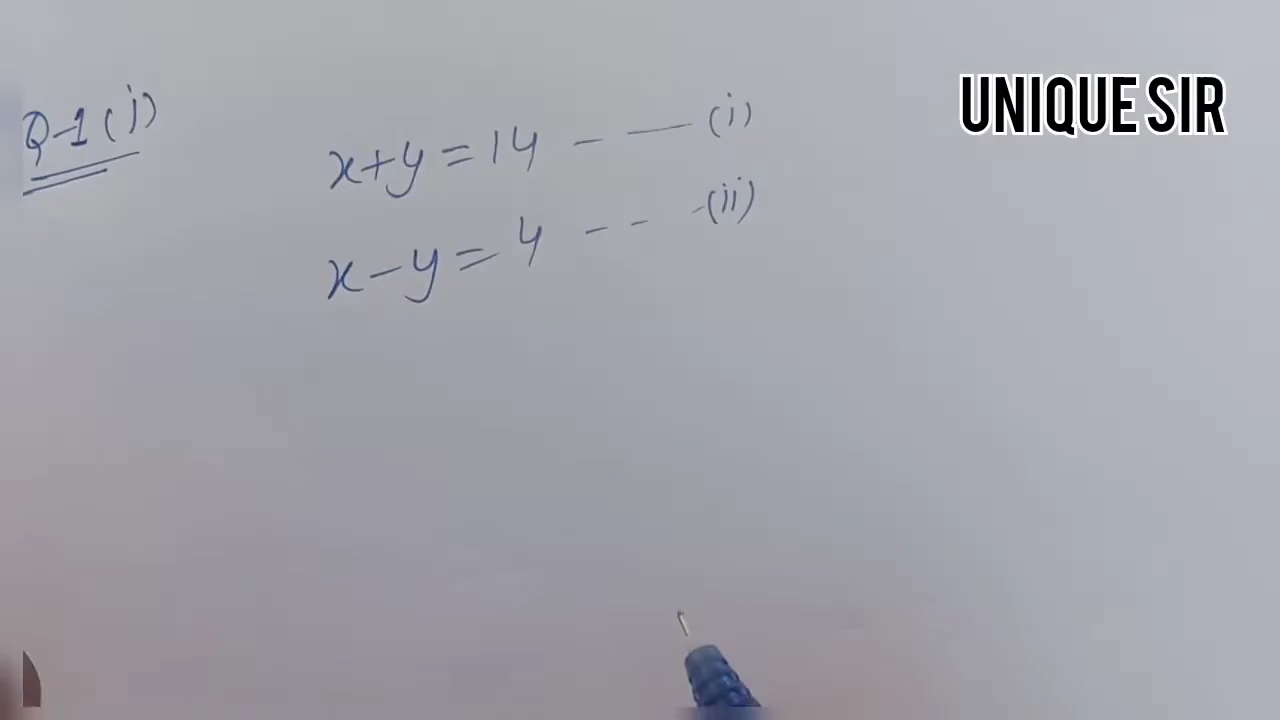 UNIQUE SIR
Q-1 (i)
x+y = 14 - — (i)
x-y = 4 - - -(ii)